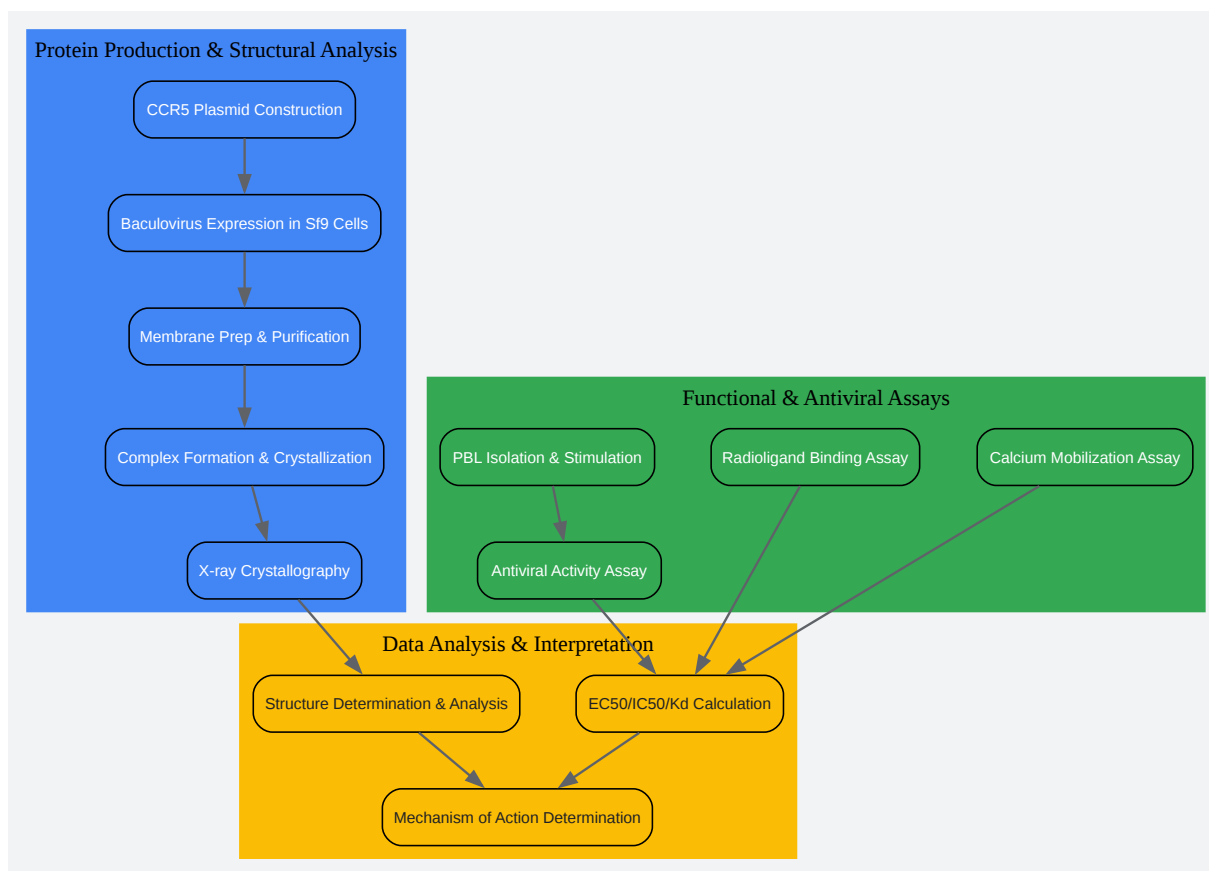 Protein Production & Structural Analysis
CCR5 Plasmid Construction
Baculovirus Expression in Sf9 Cells
Membrane Prep & Purification
Complex Formation & Crystallization
X-ray Crystallography
Functional & Antiviral Assays
PBL Isolation & Stimulation
Radioligand Binding Assay
Calcium Mobilization Assay
Antiviral Activity Assay
Data Analysis & Interpretation
Structure Determination & Analysis
EC50/IC50/Kd Calculation
Mechanism of Action Determination